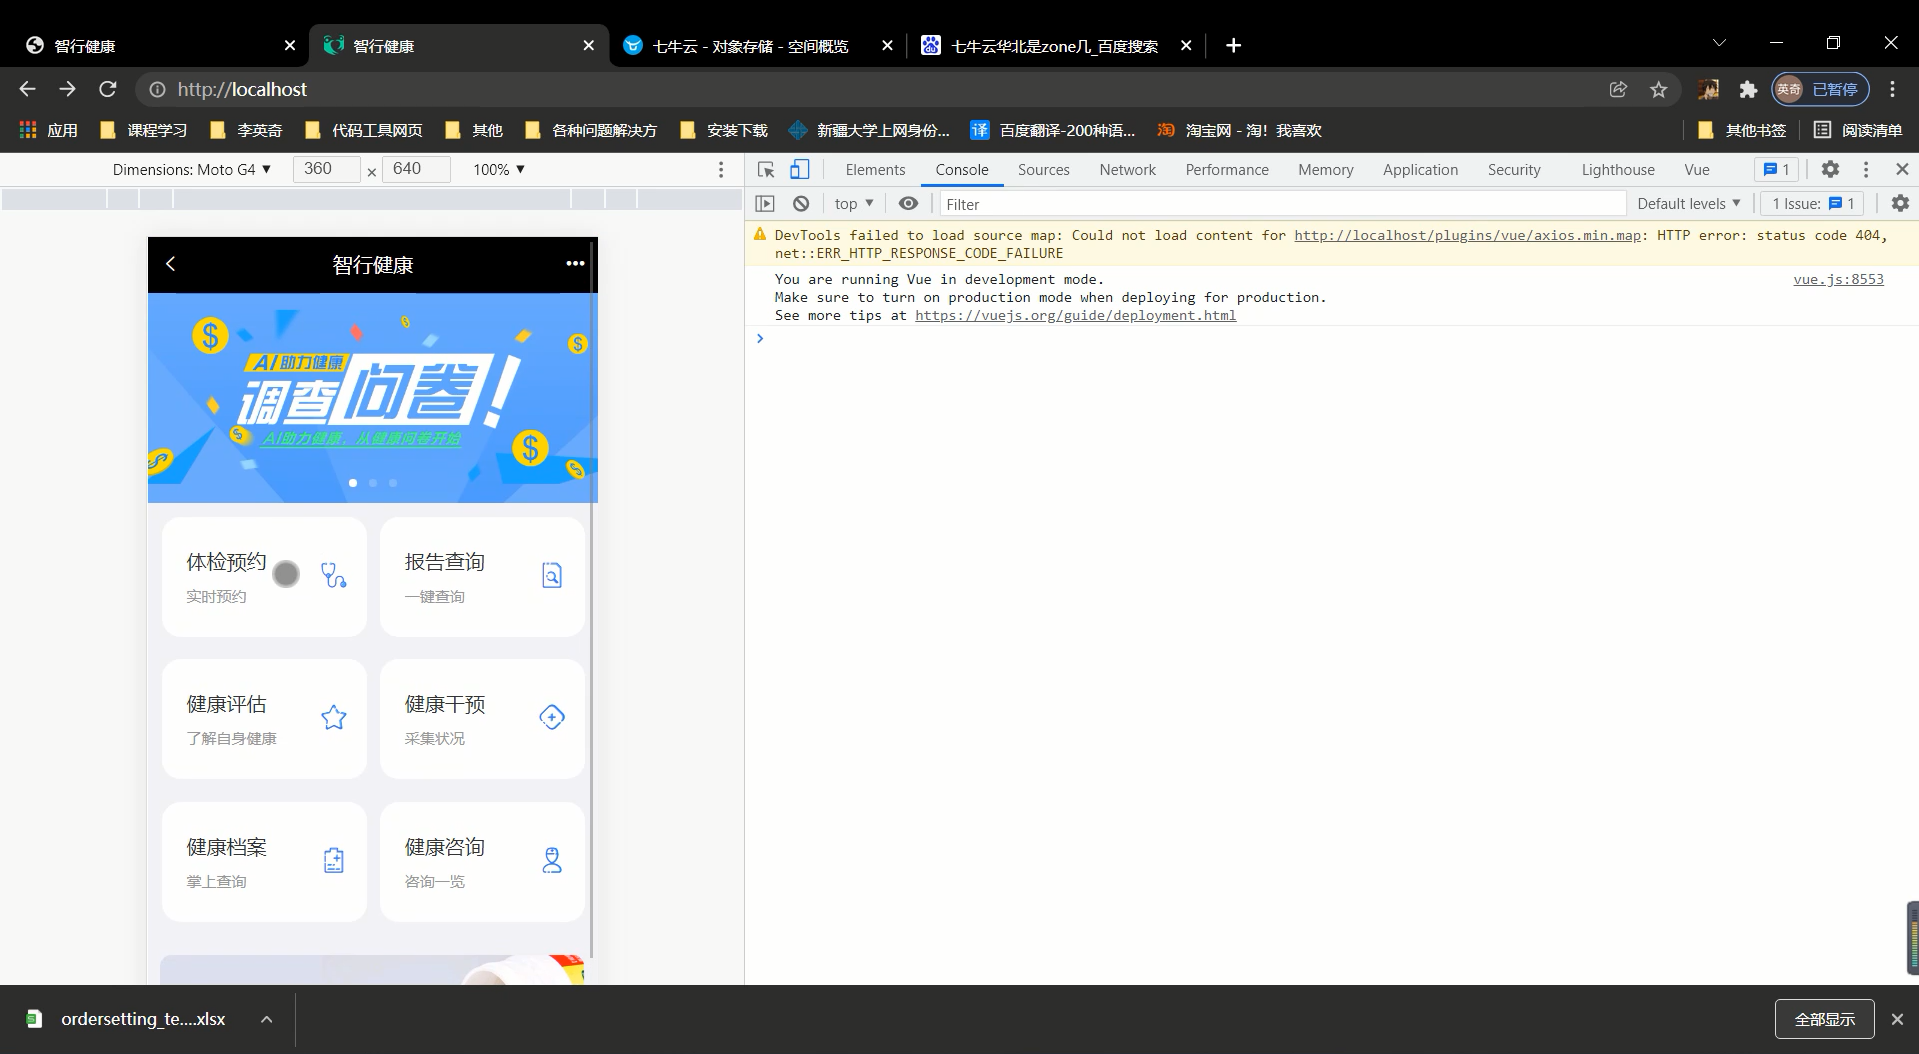 智行健康
智行健康
七牛云 - 对象存储 - 空间概览
七牛云华北是zone几_百度搜索
http://localhost
英奇
已暂停
应用
课程学习
李英奇
代码工具网页
其他
各种问题解决方
安装下载
新疆大学上网身份...
译
百度翻译-200种语...
淘
淘宝网 - 淘！我喜欢
其他书签
阅读清单
Dimensions: Moto G4
360
×
640
100%
Elements
Console
Sources
Network
Performance
Memory
Application
Security
Lighthouse
Vue
1
top
Filter
Default levels
1 Issue: 1
DevTools failed to load source map: Could not load content for http://localhost/plugins/vue/axios.min.map: HTTP error: status code 404,
net::ERR_HTTP_RESPONSE_CODE_FAILURE
You are running Vue in development mode.
vue.js:8553
Make sure to turn on production mode when deploying for production.
See more tips at https://vuejs.org/guide/deployment.html
智行健康
AI助力健康
调查问卷！
AI助力健康，从健康问卷开始
体检预约
实时预约
报告查询
一键查询
健康评估
了解自身健康
健康干预
采集状况
健康档案
掌上查询
健康咨询
咨询一览
ordersetting_te....xlsx
全部显示